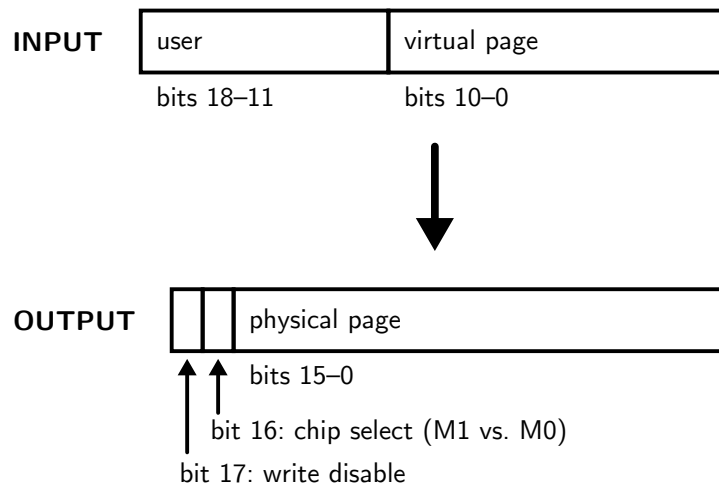 INPUT user virtual page
bits 18–11 bits 10–0
OUTPUT physical page
bits 15–0
bit 16: chip select (M1 vs. M0)
bit 17: write disable